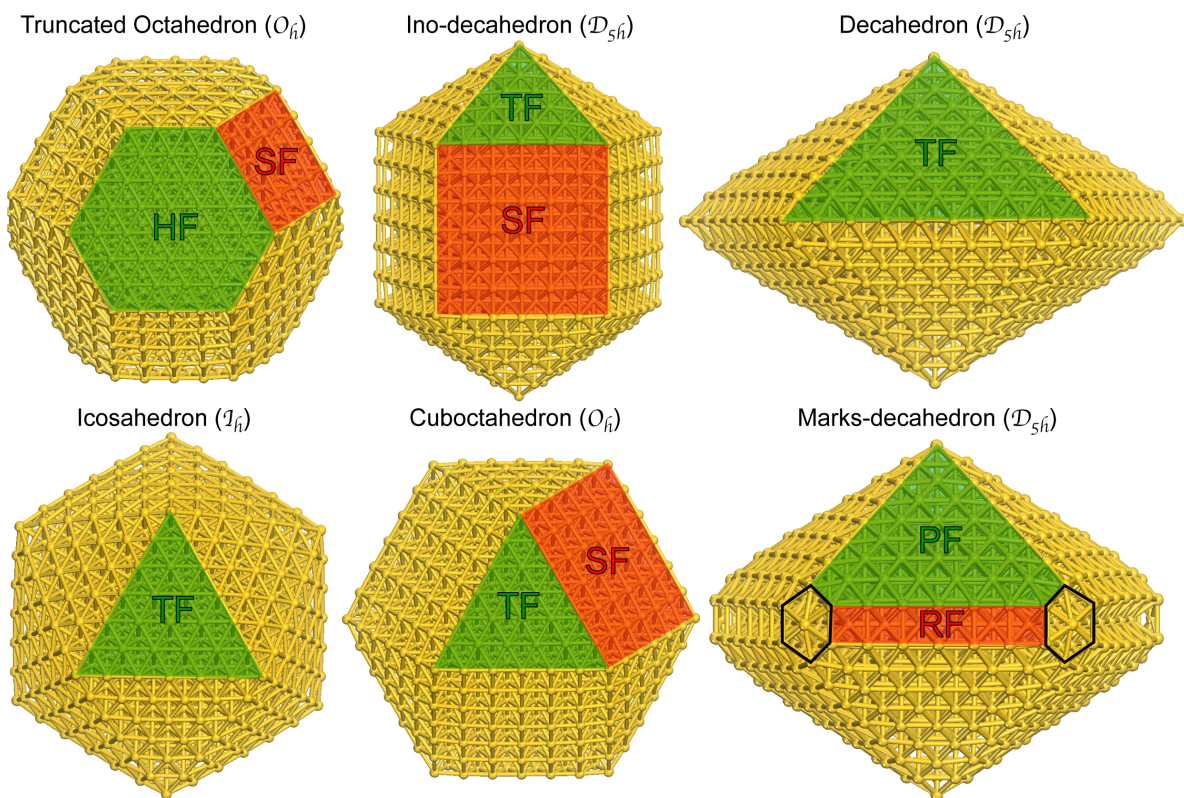 Truncated Octahedron (𝒪ₕ)
Ino-decahedron (𝒟₅ₕ)
Decahedron (𝒟₅ₕ)
HF
SF
TF
SF
TF
Icosahedron (ℐₕ)
Cuboctahedron (𝒪ₕ)
Marks-decahedron (𝒟₅ₕ)
TF
TF
SF
PF
RF